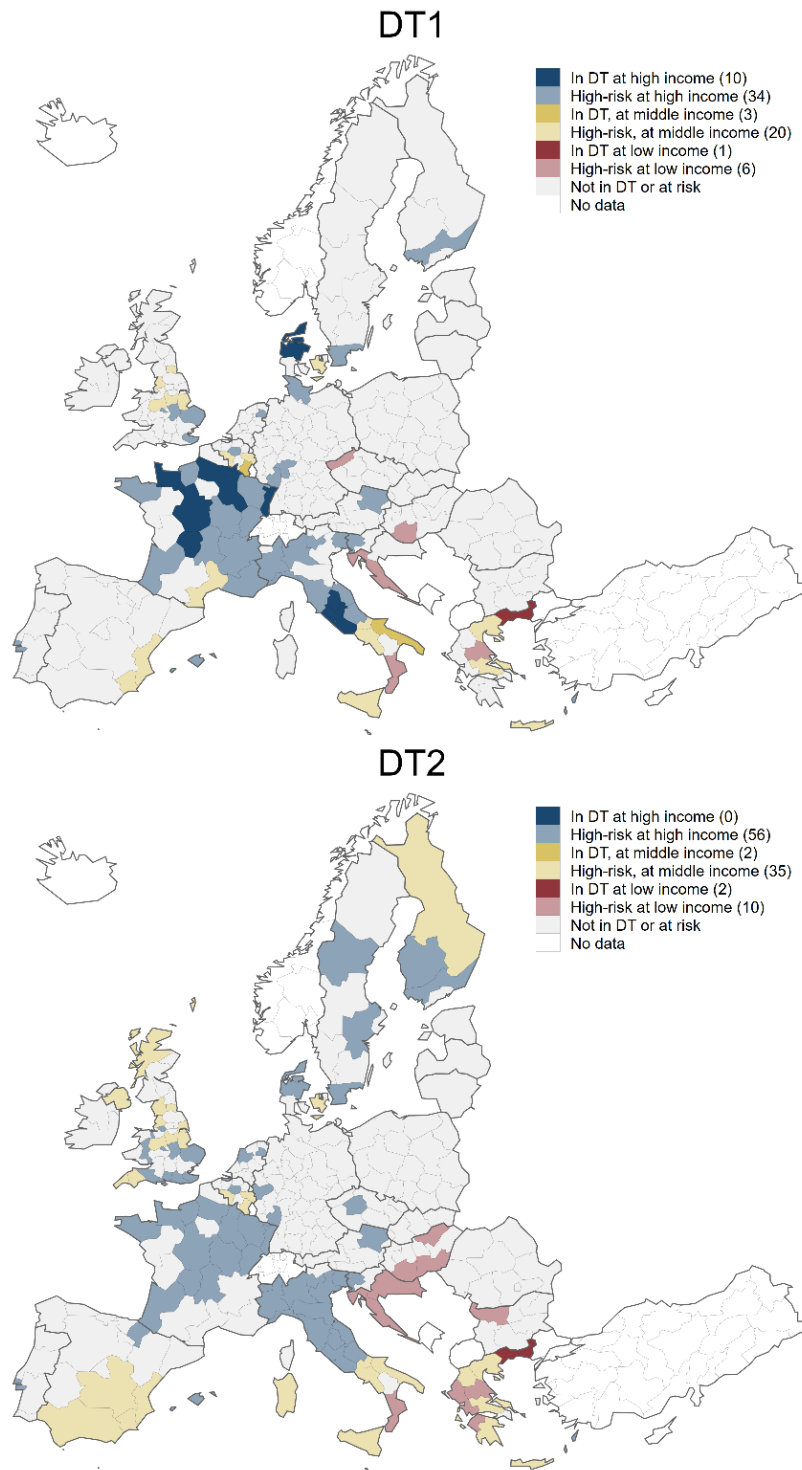 DT1
In DT at high income (10)
High-risk at high income (34)
In DT, at middle income (3)
High-risk, at middle income (20)
In DT at low income (1)
High-risk at low income (6)
Not in DT or at risk
No data
DT2
In DT at high income (0)
High-risk at high income (56)
In DT, at middle income (2)
High-risk, at middle income (35)
In DT at low income (2)
High-risk at low income (10)
Not in DT or at risk
No data